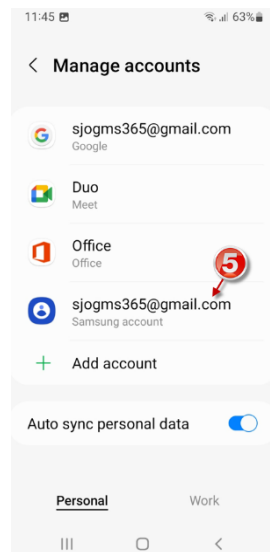 11:45 63%
Manage accounts
sjogms365@gmail.com
Google
Duo
Meet
Office
Office
5
sjogms365@gmail.com
Samsung account
Add account
Auto sync personal data
Personal Work